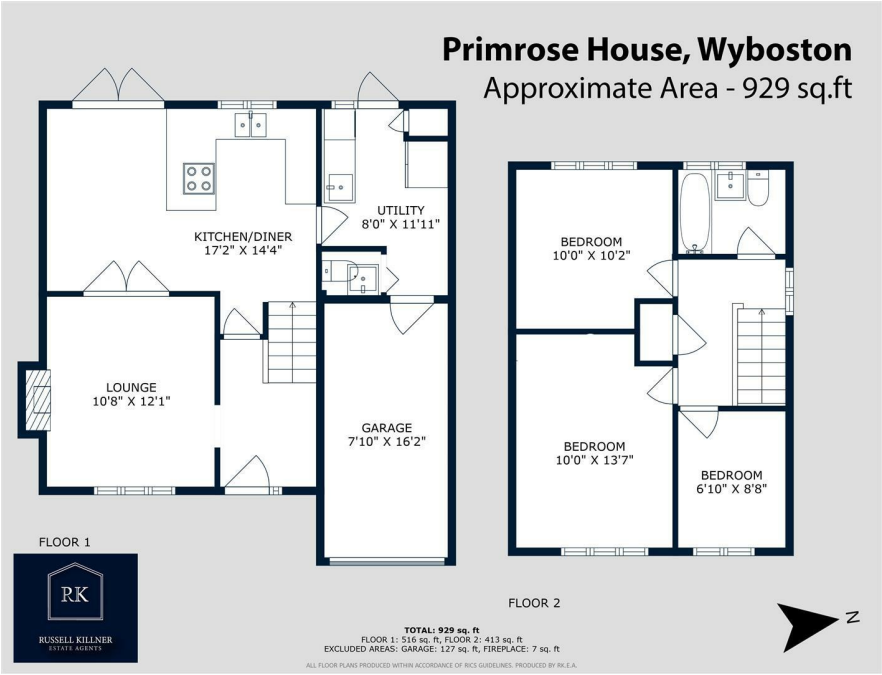 Primrose House, Wyboston
Approximate Area - 929 sq.ft
KITCHEN/DINER
17'2" X 14'4"
UTILITY
8'0" X 11'11"
LOUNGE
10'8" X 12'1"
GARAGE
7'10" X 16'2"
BEDROOM
10'0" X 10'2"
BEDROOM
10'0" X 13'7"
BEDROOM
6'10" X 8'8"
FLOOR 1
FLOOR 2
RK
RUSSELL KILLNER
ESTATE AGENTS
TOTAL: 929 sq. ft
FLOOR 1: 516 sq. ft, FLOOR 2: 413 sq. ft
EXCLUDED AREAS: GARAGE: 127 sq. ft, FIREPLACE: 7 sq. ft
ALL FLOOR PLANS PRODUCED WITHIN ACCORDANCE OF RICS GUIDELINES. PRODUCED BY RK.E.A.
N